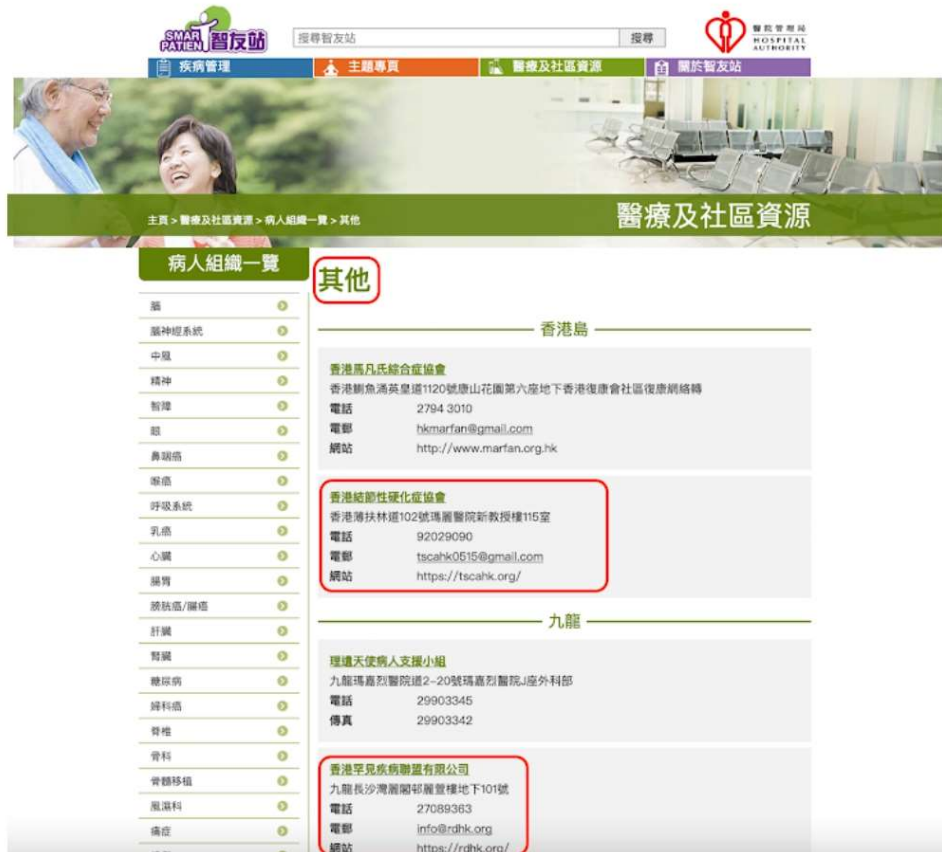 SMART PATIENT 智友站
搜尋智友站
搜尋
醫院管理局
HOSPITAL
AUTHORITY
疾病管理
主題專頁
醫療及社區資源
關於智友站
主頁 > 醫療及社區資源 > 病人組織一覽 > 其他
醫療及社區資源
病人組織一覽
腦
腦神經系統
中風
精神
智障
眼
鼻咽癌
喉癌
呼吸系統
乳癌
心臟
腸胃
膀胱癌/腸癌
肝臟
腎臟
糖尿病
婦科癌
脊椎
骨科
骨髓移植
風濕科
痛症
其他
香港島
香港馬凡氏綜合症協會
香港鰂魚涌英皇道1120號康山花園第六座地下香港復康會社區復康網絡轉
電話 2794 3010
電郵 hkmarfan@gmail.com
網站 http://www.marfan.org.hk
香港結節性硬化症協會
香港薄扶林道102號瑪麗醫院新教授樓115室
電話 92029090
電郵 tscahk0515@gmail.com
網站 https://tscahk.org/
九龍
理遺天使病人支援小組
九龍瑪嘉烈醫院道2-20號瑪嘉烈醫院J座外科部
電話 29903345
傳真 29903342
香港罕見疾病聯盟有限公司
九龍長沙灣麗閣邨麗萱樓地下101號
電話 27089363
電郵 info@rdhk.org
網站 https://rdhk.org/